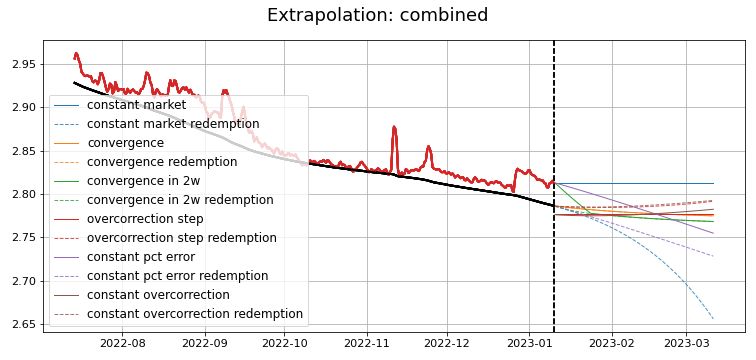 Extrapolation: combined
2.95
2.90
2.85
2.80
2.75
2.70
2.65
constant market
constant market redemption
convergence
convergence redemption
convergence in 2w
convergence in 2w redemption
overcorrection step
overcorrection step redemption
constant pct error
constant pct error redemption
constant overcorrection
constant overcorrection redemption
2022-08 2022-09 2022-10 2022-11 2022-12 2023-01 2023-02 2023-03